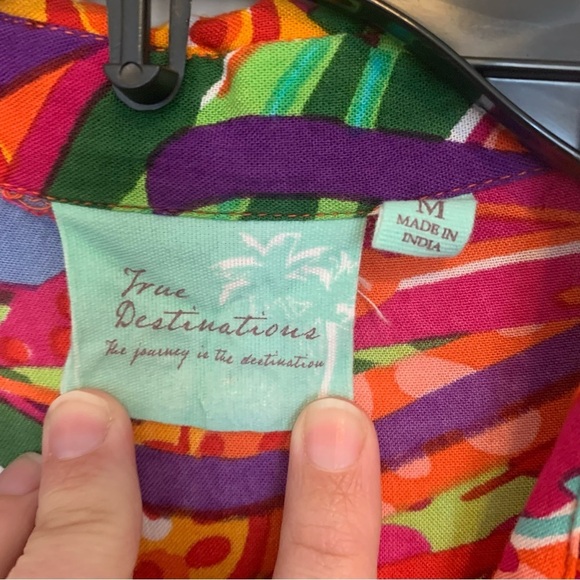 True
Destinations
The journey is the destination
M
MADE IN
INDIA